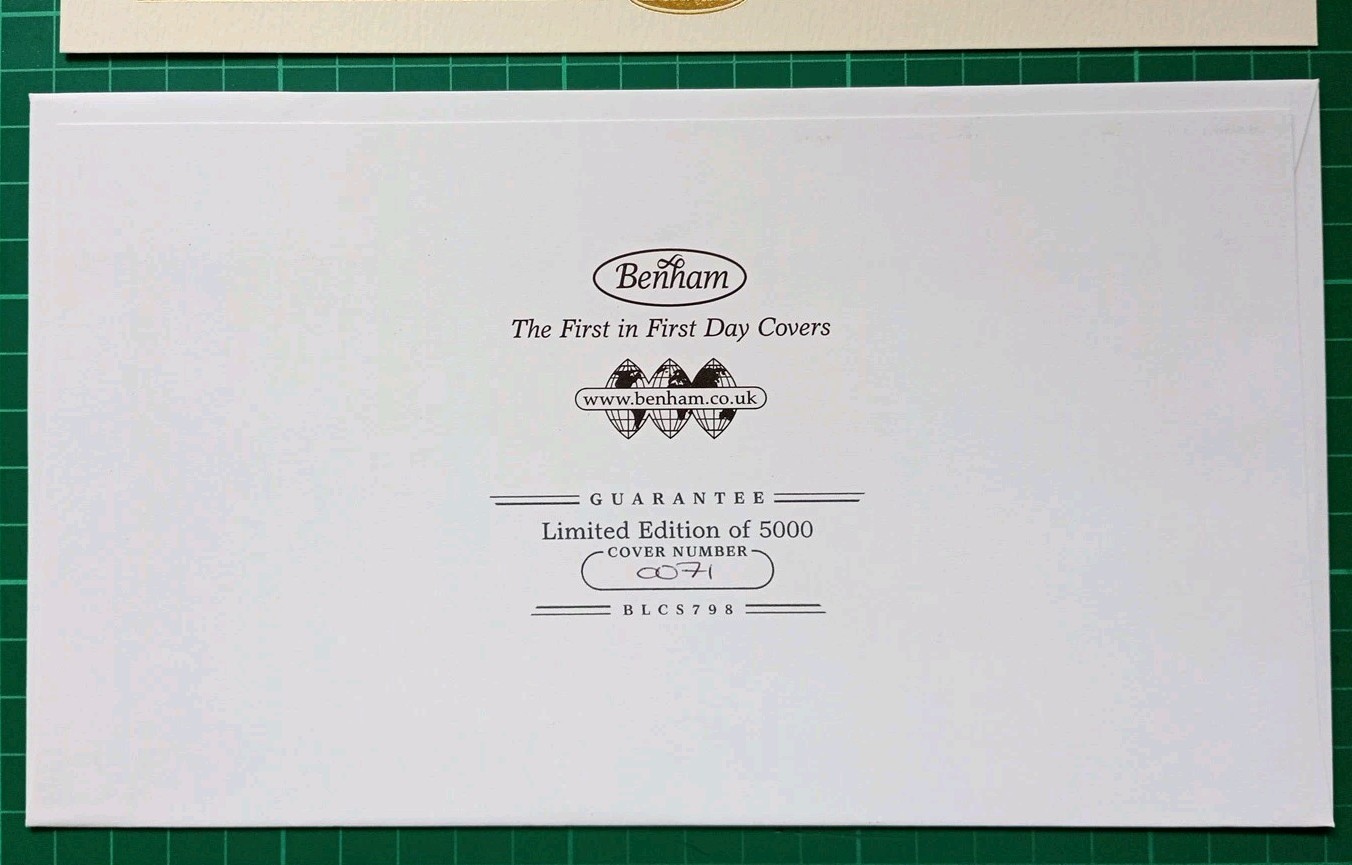 Benham
The First in First Day Covers
www.benham.co.uk
GUARANTEE
Limited Edition of 5000
COVER NUMBER
0071
BLCS798